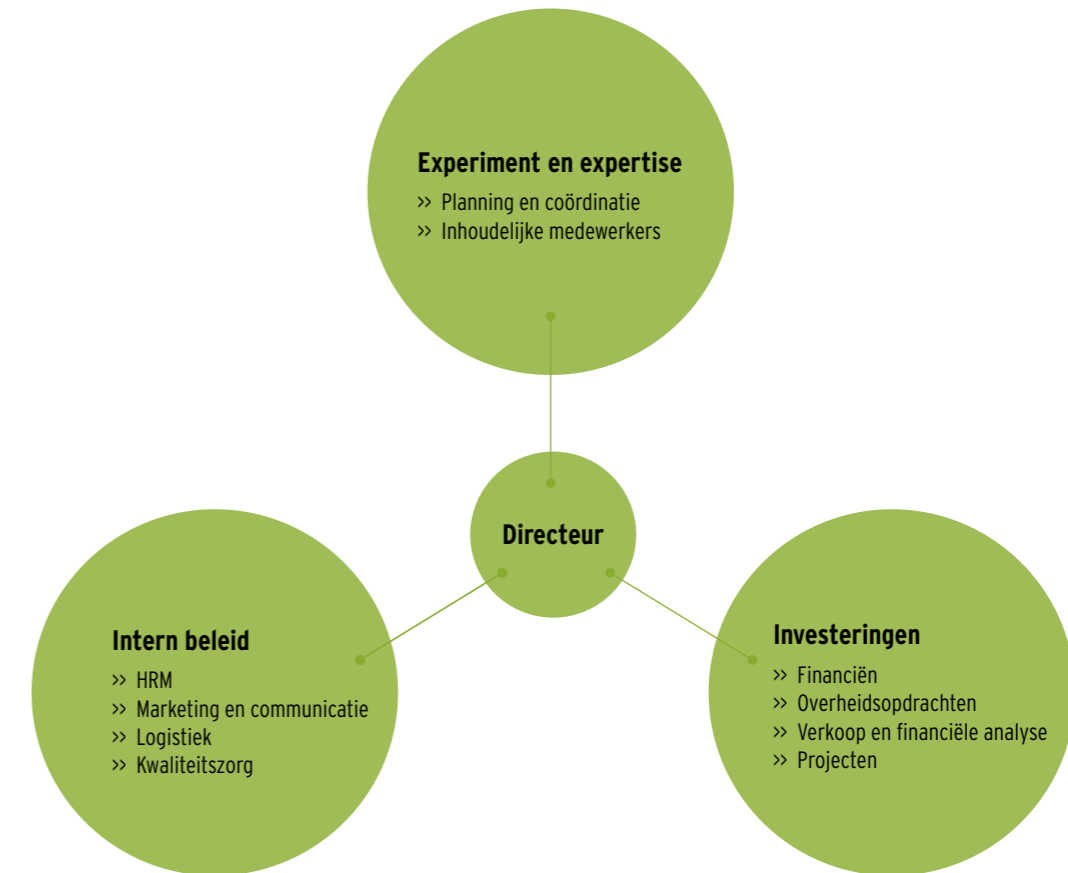 Experiment en expertise
>> Planning en coördinatie
>> Inhoudelijke medewerkers
Directeur
Intern beleid
>> HRM
>> Marketing en communicatie
>> Logistiek
>> Kwaliteitszorg
Investeringen
>> Financiën
>> Overheidsopdrachten
>> Verkoop en financiële analyse
>> Projecten